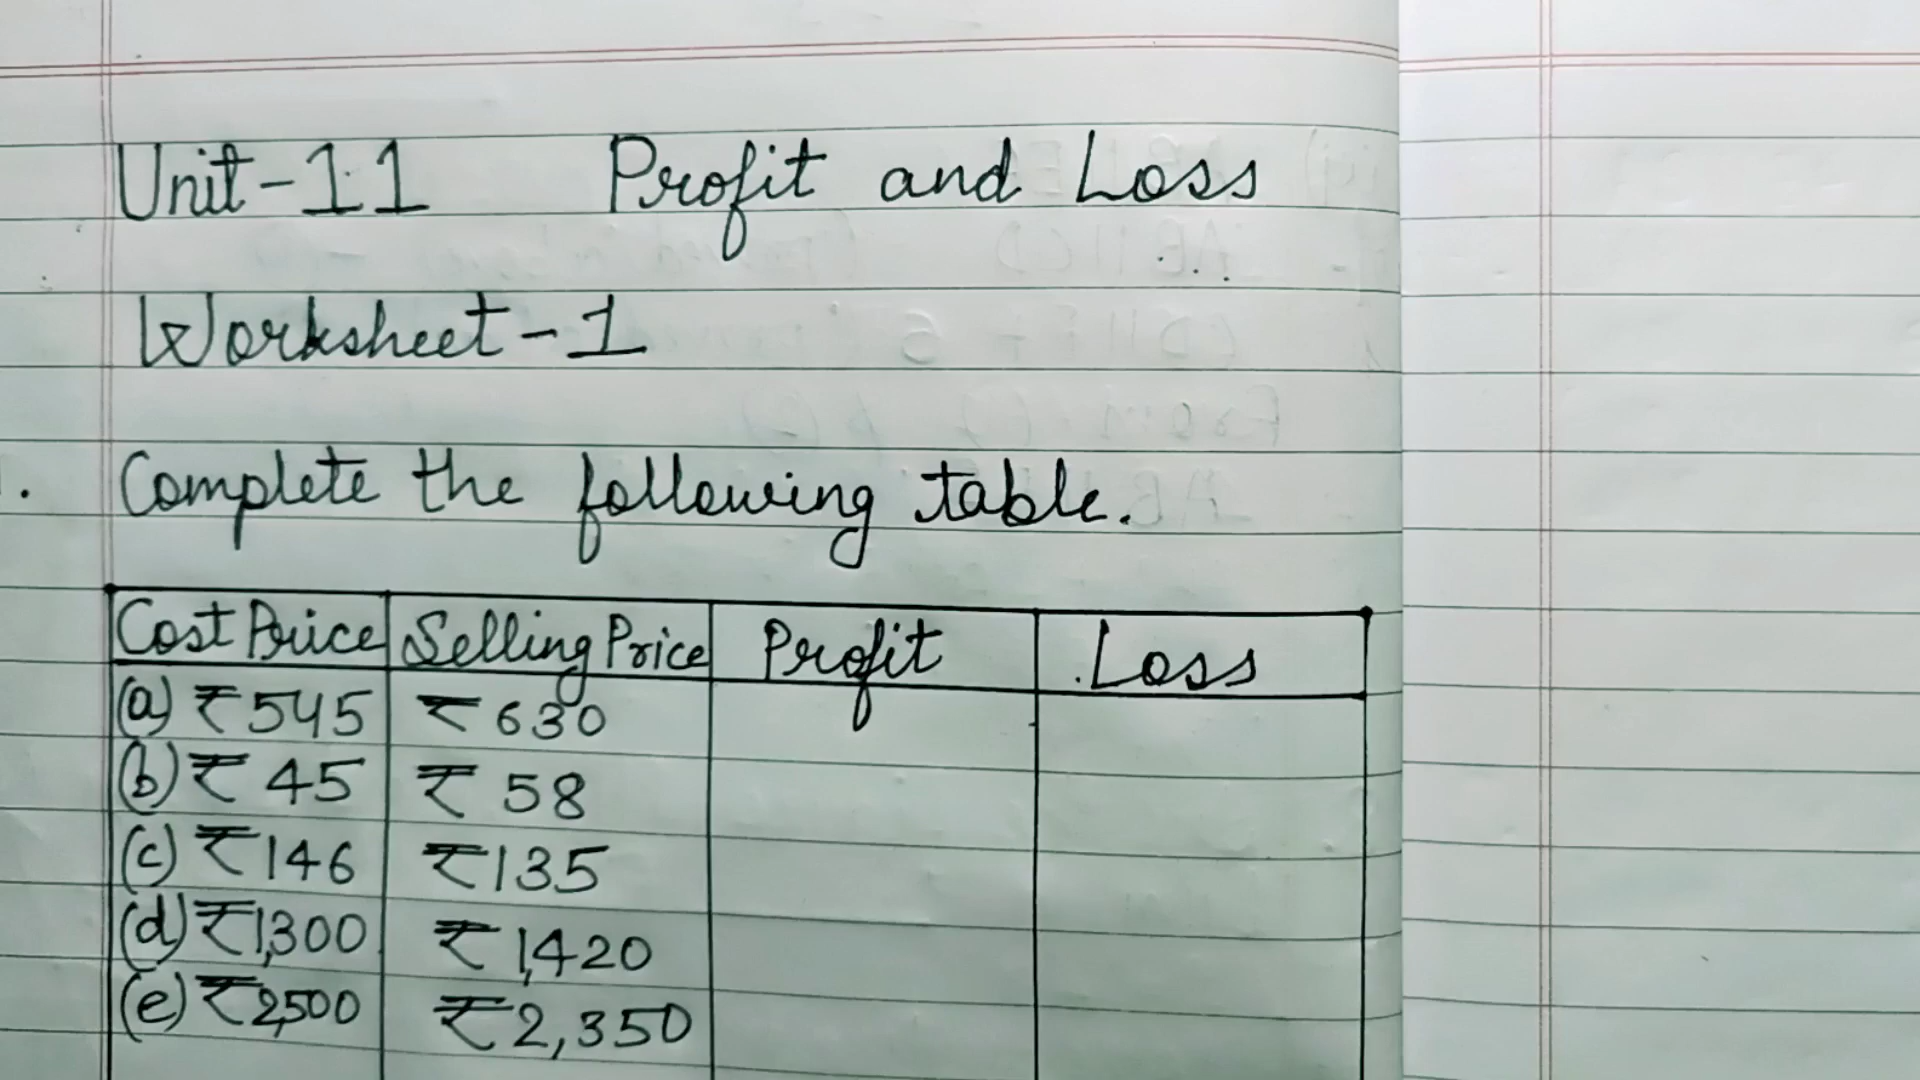 Unit-11 Profit and Loss
Worksheet-1
. Complete the following table.
Cost Price Selling Price Profit Loss
(a) ₹545 ₹630
(b) ₹ 45 ₹ 58
(c) ₹146 ₹135
(d) ₹1,300 ₹1,420
(e) ₹2,500 ₹2,350